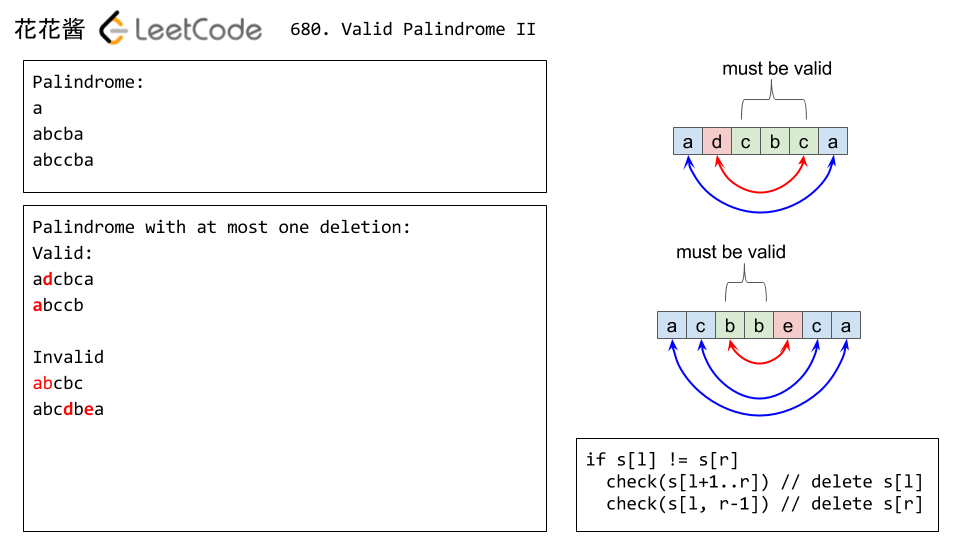 花花酱 LeetCode 680. Valid Palindrome II
Palindrome:
a
abcba
abccba
Palindrome with at most one deletion:
Valid:
adcbca
abccb
Invalid
abcbc
abcdbea
must be valid
a d c b c a
must be valid
a c b b e c a
if s[l] != s[r]
check(s[l+1..r]) // delete s[l]
check(s[l, r-1]) // delete s[r]